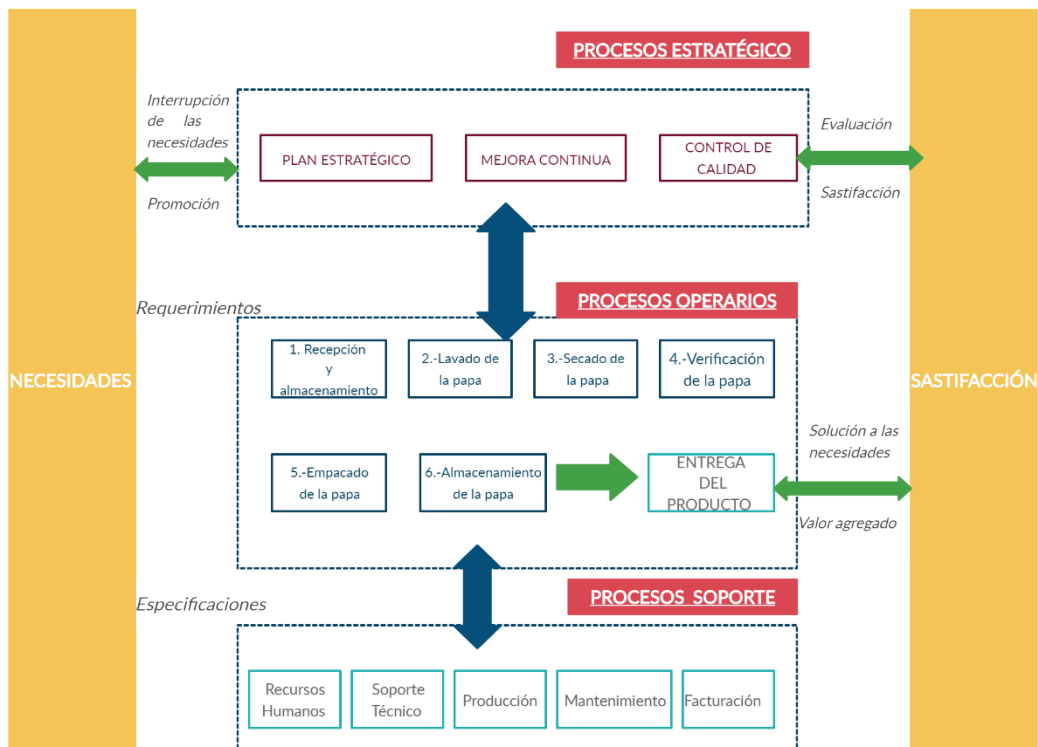 PROCESOS ESTRATÉGICO
Interrupción
de las
necesidades
Promoción
PLAN ESTRATÉGICO
MEJORA CONTINUA
CONTROL DE
CALIDAD
Evaluación
Sastifacción
Requerimientos
PROCESOS OPERARIOS
NECESIDADES
1. Recepción
y
almacenamiento
2.-Lavado de
la papa
3.-Secado de
la papa
4.-Verificación
de la papa
SASTIFACCIÓN
5.-Empacado
de la papa
6.-Almacenamiento
de la papa
ENTREGA
DEL
PRODUCTO
Solución a las
necesidades
Valor agregado
Especificaciones
PROCESOS SOPORTE
Recursos
Humanos
Soporte
Técnico
Producción
Mantenimiento
Facturación